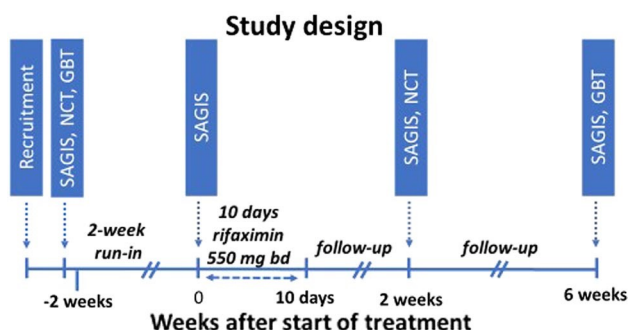 Study design
Recruitment
SAGIS, NCT, GBT
SAGIS
SAGIS, NCT
SAGIS, GBT
2-week
run-in
10 days
rifaximin
550 mg bd
follow-up
follow-up
-2 weeks
0
10 days
2 weeks
6 weeks
Weeks after start of treatment